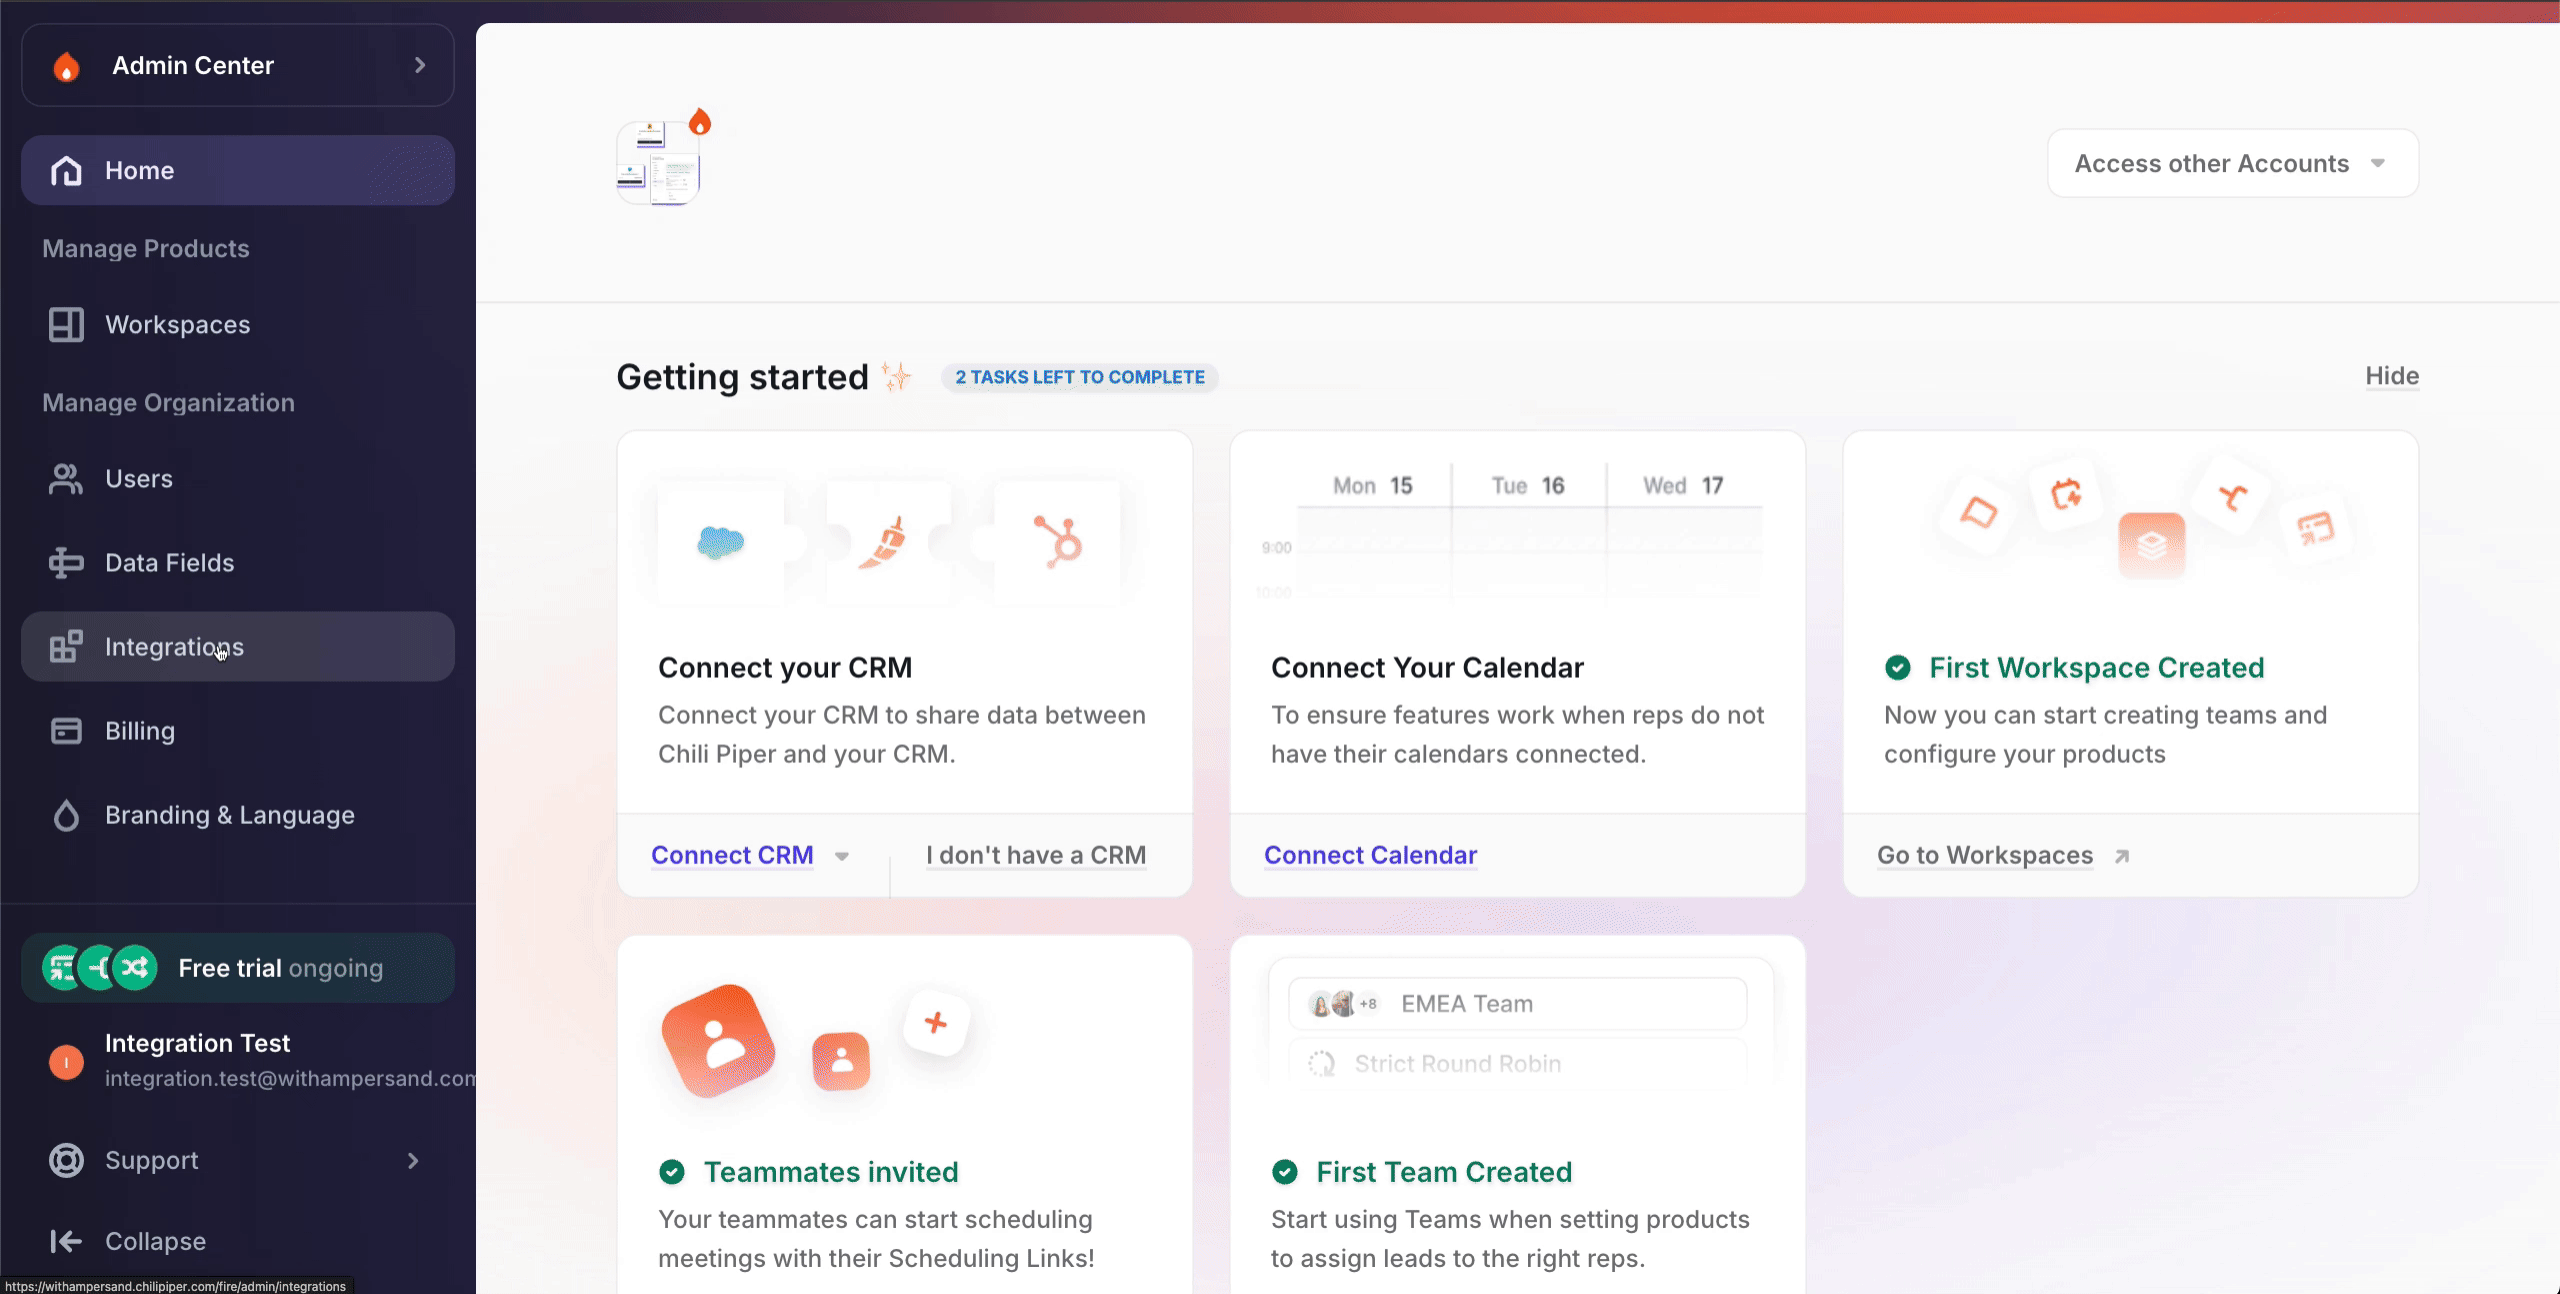 Admin Center
Home
Manage Products
Workspaces
Manage Organization
Users
Data Fields
Integrations
Billing
Branding & Language
Free trial ongoing
I
Integration Test
integration.test@withampersand.com
Support
Collapse
https://withampersand.chilipiper.com/fire/admin/integrations
Access other Accounts
Getting started
2 TASKS LEFT TO COMPLETE
Hide
Connect your CRM
Connect your CRM to share data between
Chili Piper and your CRM.
Connect CRM
I don't have a CRM
Mon 15
Tue 16
Wed 17
9:00
10:00
Connect Your Calendar
To ensure features work when reps do not
have their calendars connected.
Connect Calendar
First Workspace Created
Now you can start creating teams and
configure your products
Go to Workspaces
Teammates invited
Your teammates can start scheduling
meetings with their Scheduling Links!
+8
EMEA Team
Strict Round Robin
First Team Created
Start using Teams when setting products
to assign leads to the right reps.